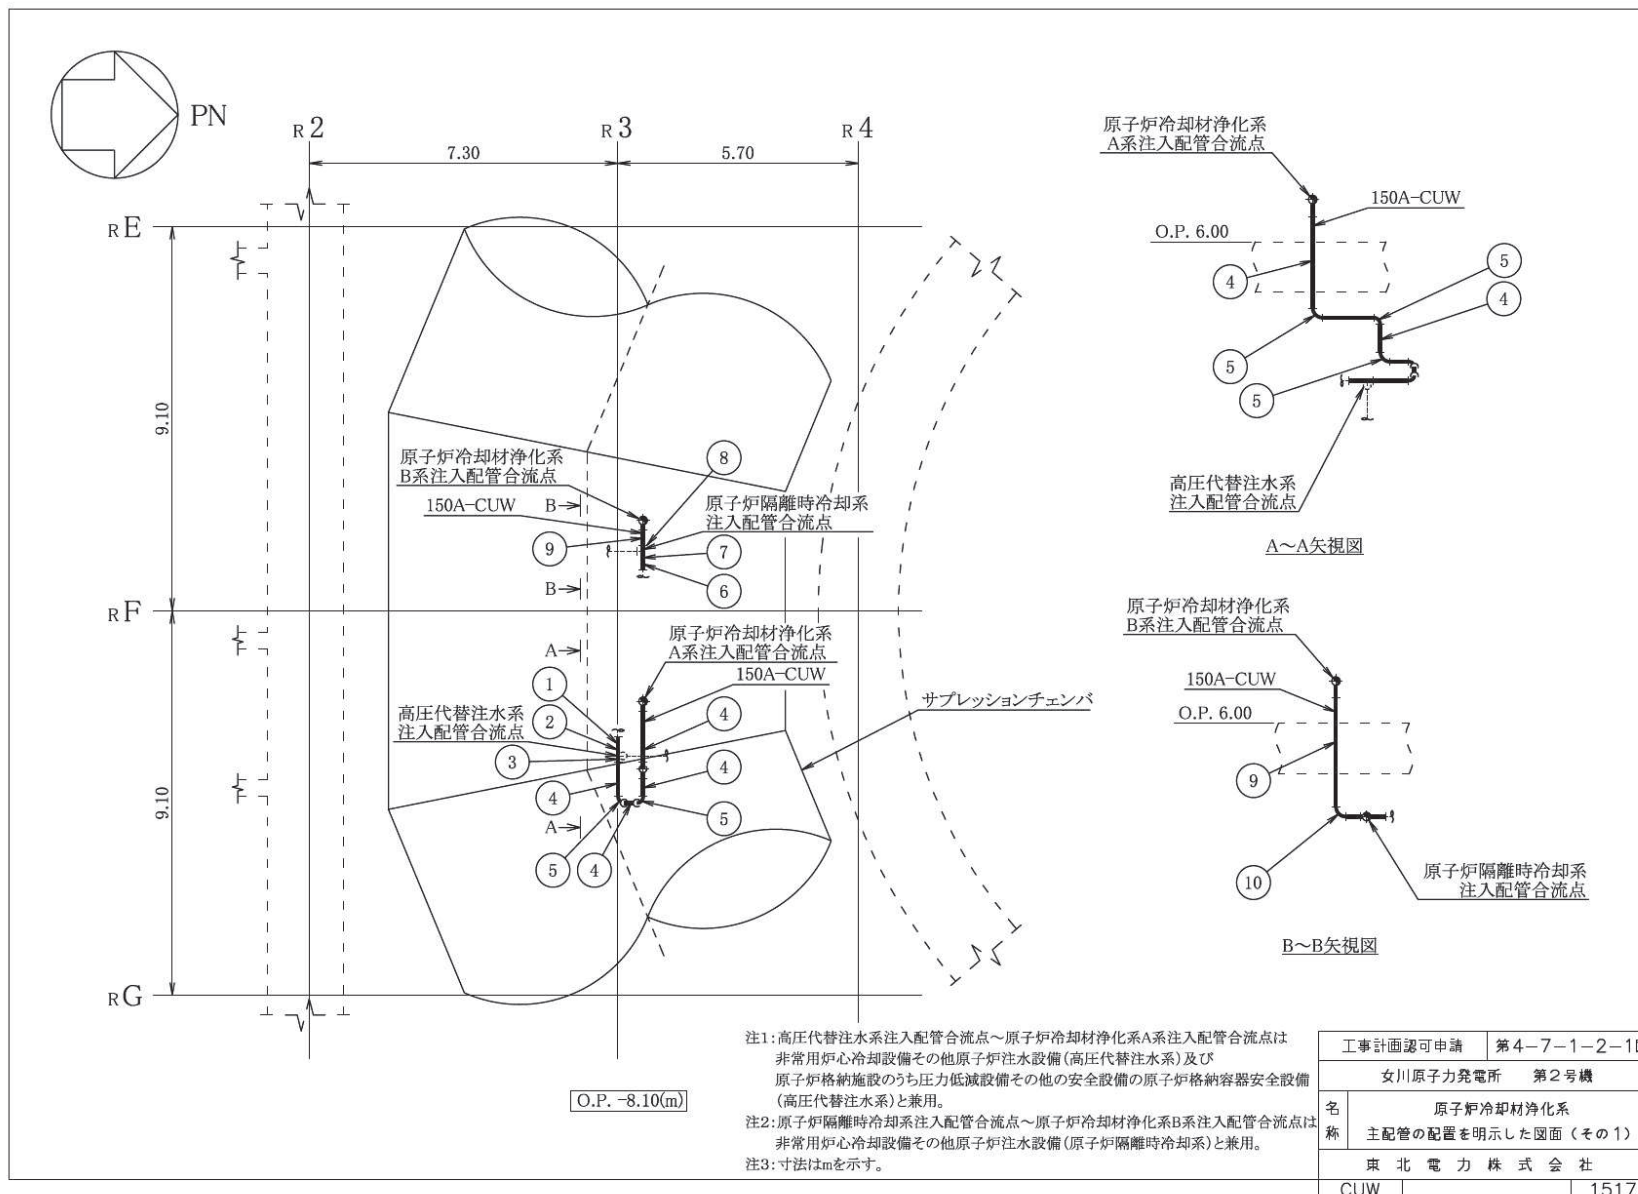 PN
R2
R3
R4
7.30
5.70
RE
9.10
RF
9.10
RG
原子炉冷却材浄化系
B系注入配管合流点
150A-CUW
B
B
9
8
原子炉隔離時冷却系
注入配管合流点
7
6
A
原子炉冷却材浄化系
A系注入配管合流点
150A-CUW
1
2
高圧代替注水系
注入配管合流点
3
4
4
4
A
5
5
4
サプレッションチェンバ
O.P. -8.10(m)
原子炉冷却材浄化系
A系注入配管合流点
150A-CUW
O.P. 6.00
4
5
4
5
5
高圧代替注水系
注入配管合流点
A～A矢視図
原子炉冷却材浄化系
B系注入配管合流点
150A-CUW
O.P. 6.00
9
10
原子炉隔離時冷却系
注入配管合流点
B～B矢視図
注1:高圧代替注水系注入配管合流点～原子炉冷却材浄化系A系注入配管合流点は
非常用炉心冷却設備その他原子炉注水設備(高圧代替注水系)及び
原子炉格納施設のうち圧力低減設備その他の安全設備の原子炉格納容器安全設備
(高圧代替注水系)と兼用。
注2:原子炉隔離時冷却系注入配管合流点～原子炉冷却材浄化系B系注入配管合流点は
非常用炉心冷却設備その他原子炉注水設備(原子炉隔離時冷却系)と兼用。
注3:寸法はmを示す。
工事計画認可申請 第4-7-1-2-1
女川原子力発電所 第2号機
名称
原子炉冷却材浄化系
主配管の配置を明示した図面(その1)
東北電力株式会社
CUW 1517